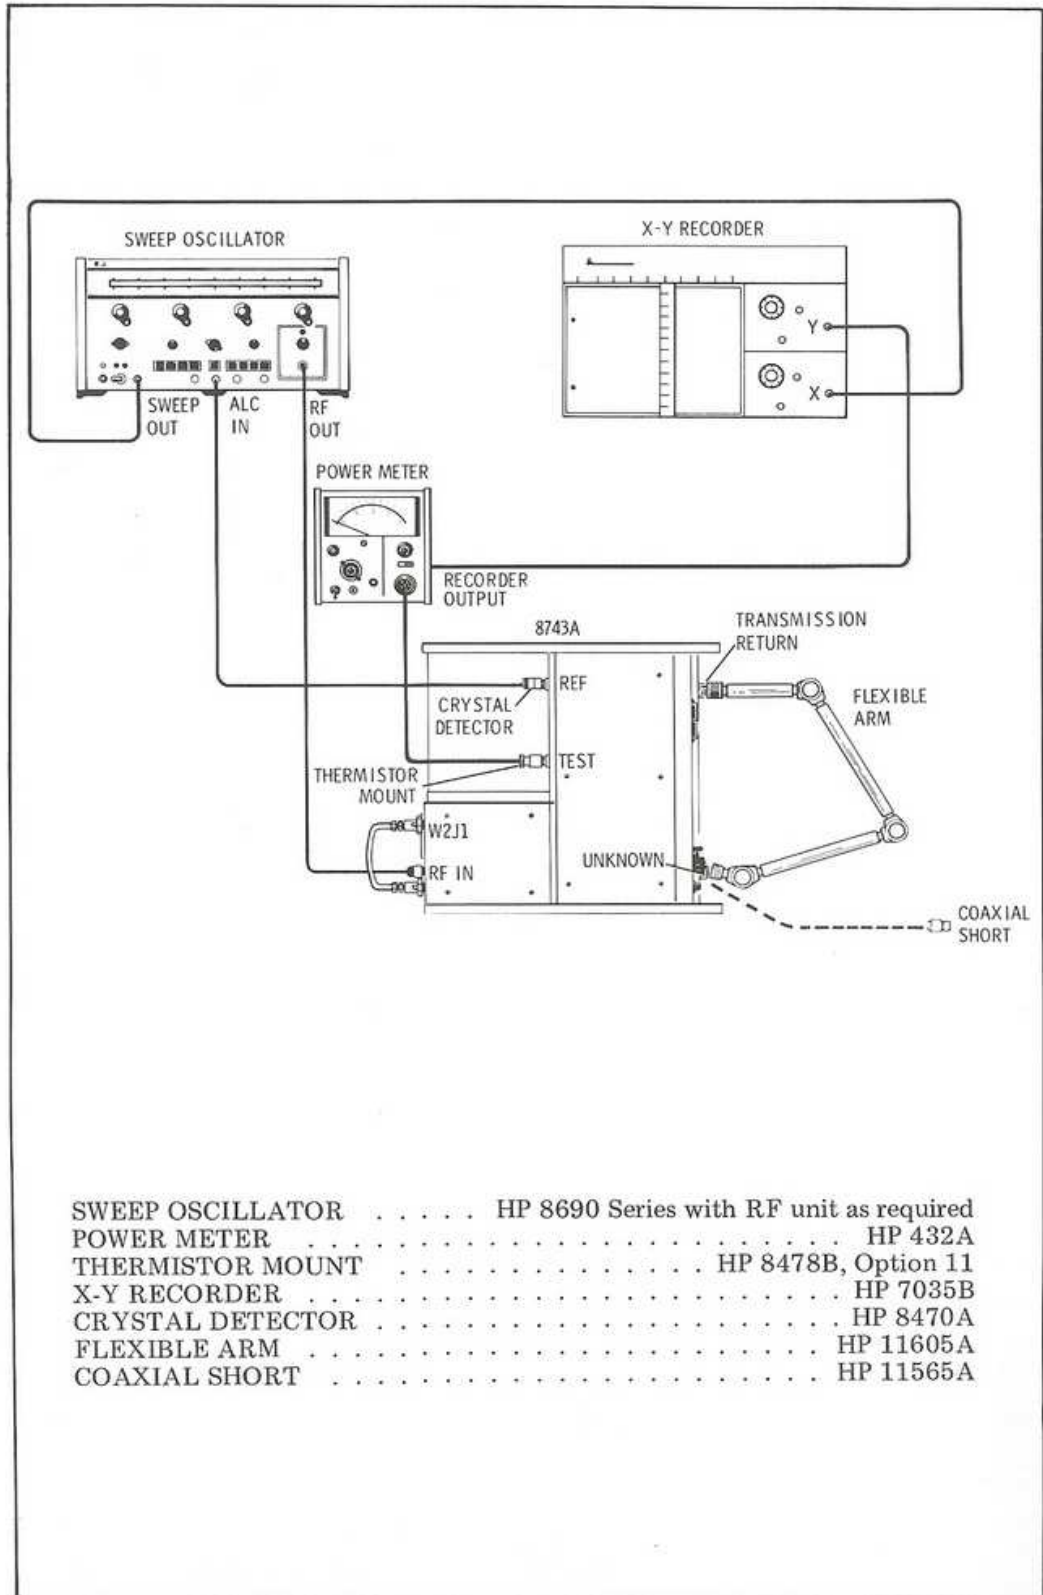 SWEEP OSCILLATOR
X-Y RECORDER
Y
X
SWEEP
OUT
ALC
IN
RF
OUT
POWER METER
RECORDER
OUTPUT
8743A
TRANSMISSION
RETURN
REF
CRYSTAL
DETECTOR
FLEXIBLE
ARM
TEST
THERMISTOR
MOUNT
W2J1
UNKNOWN
RF IN
COAXIAL
SHORT
SWEEP OSCILLATOR . . . . . HP 8690 Series with RF unit as required
POWER METER . . . . . . . . . . . . . . . . . . . . . . . . HP 432A
THERMISTOR MOUNT . . . . . . . . . . . . . . HP 8478B, Option 11
X-Y RECORDER . . . . . . . . . . . . . . . . . . . . . . . . HP 7035B
CRYSTAL DETECTOR . . . . . . . . . . . . . . . . . . . . . HP 8470A
FLEXIBLE ARM . . . . . . . . . . . . . . . . . . . . . . . HP 11605A
COAXIAL SHORT . . . . . . . . . . . . . . . . . . . . . . HP 11565A